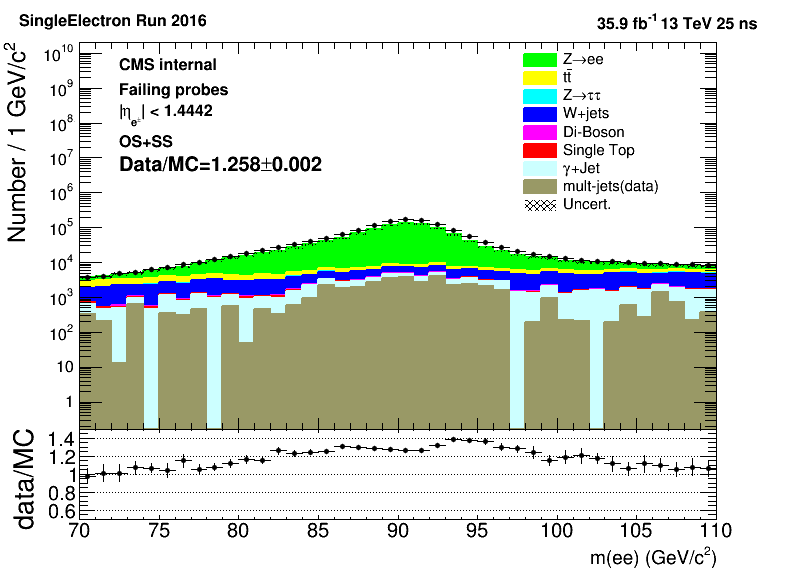 SingleElectron Run 2016
35.9 fb⁻¹ 13 TeV 25 ns
Number / 1 GeV/c²
10¹⁰
10⁹
10⁸
10⁷
10⁶
10⁵
10⁴
10³
10²
10
1
CMS internal
Failing probes
|ηe±| < 1.4442
OS+SS
Data/MC=1.258±0.002
Z→ee
tt̄
Z→ττ
W+jets
Di-Boson
Single Top
γ+Jet
mult-jets(data)
Uncert.
data/MC
1.4
1.2
1
0.8
0.6
70 75 80 85 90 95 100 105 110
m(ee) (GeV/c²)